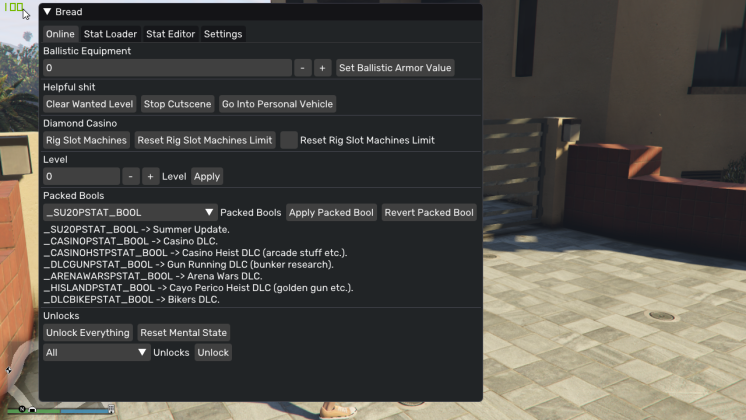 100
Bread
Online Stat Loader Stat Editor Settings
Ballistic Equipment
0 - + Set Ballistic Armor Value
Helpful shit
Clear Wanted Level Stop Cutscene Go Into Personal Vehicle
Diamond Casino
Rig Slot Machines Reset Rig Slot Machines Limit Reset Rig Slot Machines Limit
Level
0 - + Level Apply
Packed Bools
_SU20PSTAT_BOOL Packed Bools Apply Packed Bool Revert Packed Bool
_SU20PSTAT_BOOL -> Summer Update.
_CASINOPSTAT_BOOL -> Casino DLC.
_CASINOHSTPSTAT_BOOL -> Casino Heist DLC (arcade stuff etc.).
_DLCGUNPSTAT_BOOL -> Gun Running DLC (bunker research).
_ARENAWARSPSTAT_BOOL -> Arena Wars DLC.
_HISLANDPSTAT_BOOL -> Cayo Perico Heist DLC (golden gun etc.).
_DLCBIKEPSTAT_BOOL -> Bikers DLC.
Unlocks
Unlock Everything Reset Mental State
All Unlocks Unlock
N